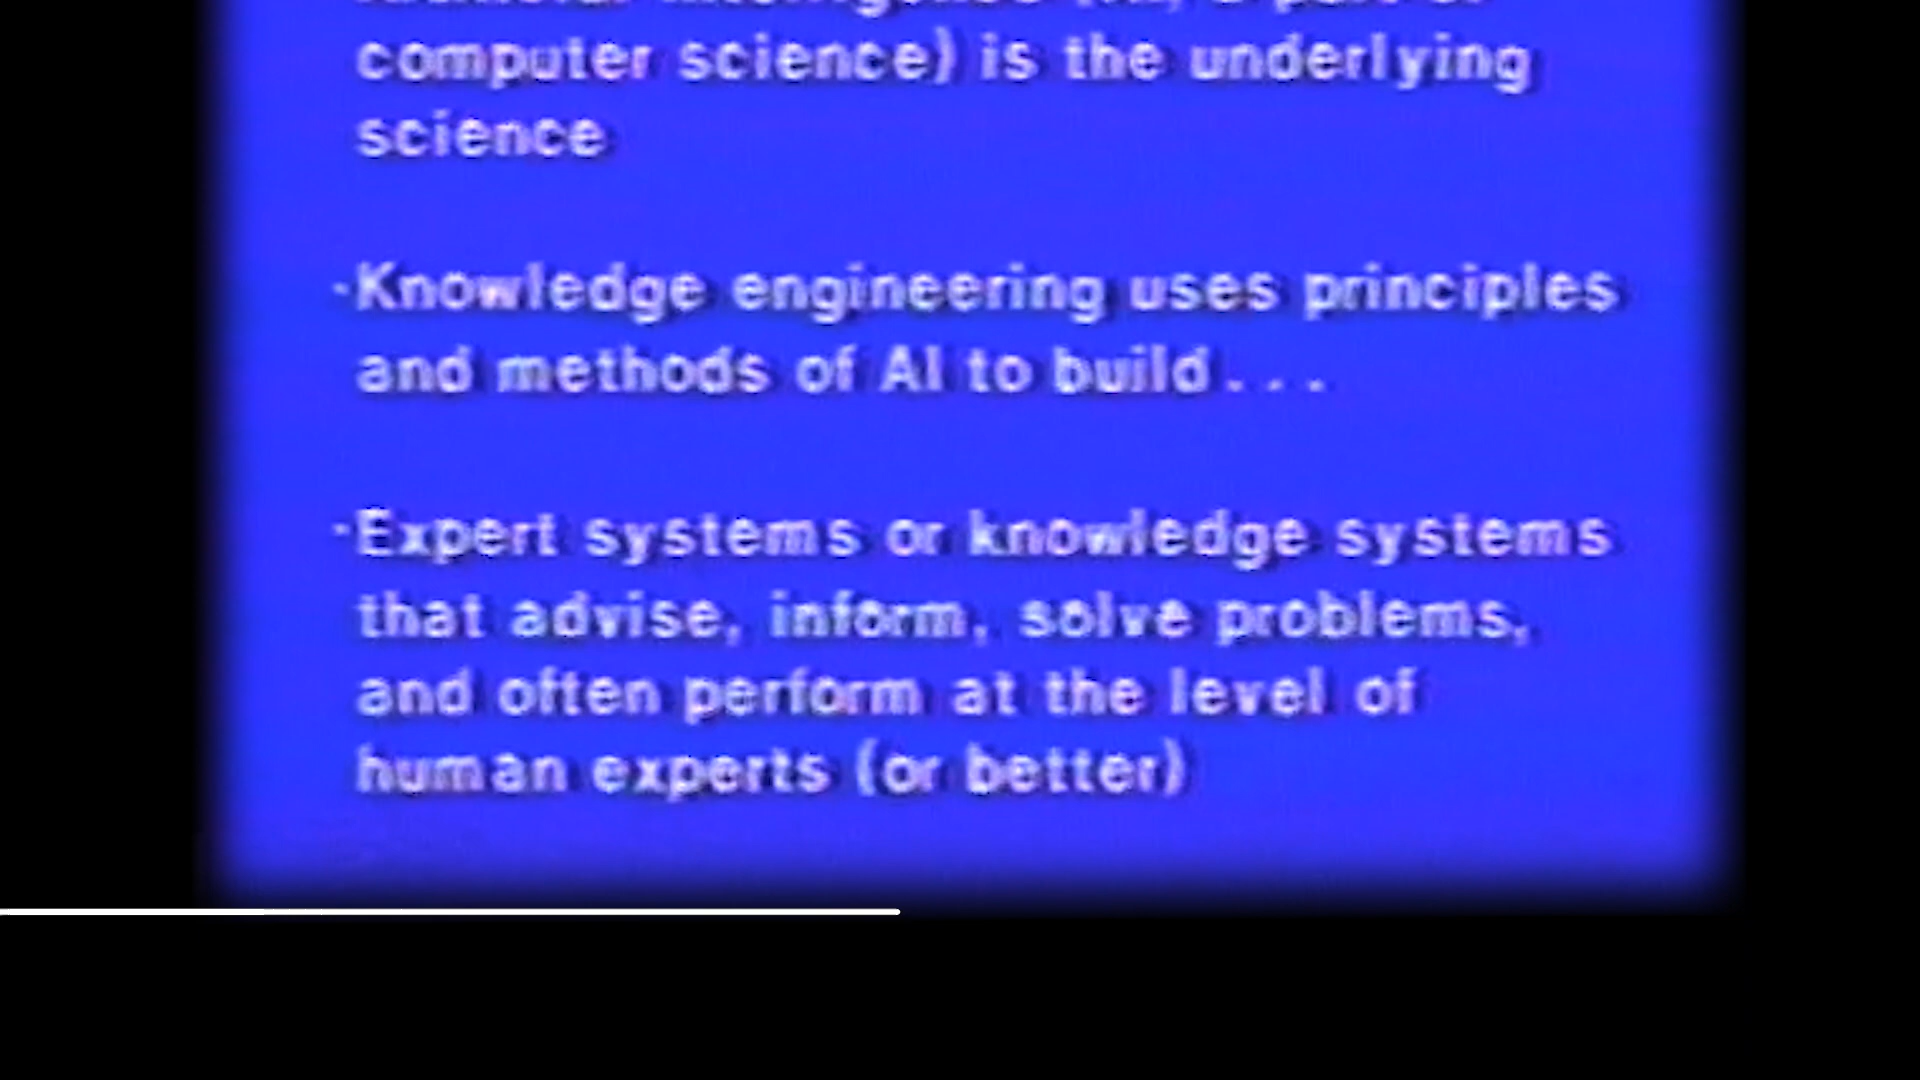 computer science) is the underlying
science
-Knowledge engineering uses principles
and methods of AI to build...
-Expert systems or knowledge systems
that advise, inform, solve problems,
and often perform at the level of
human experts (or better)